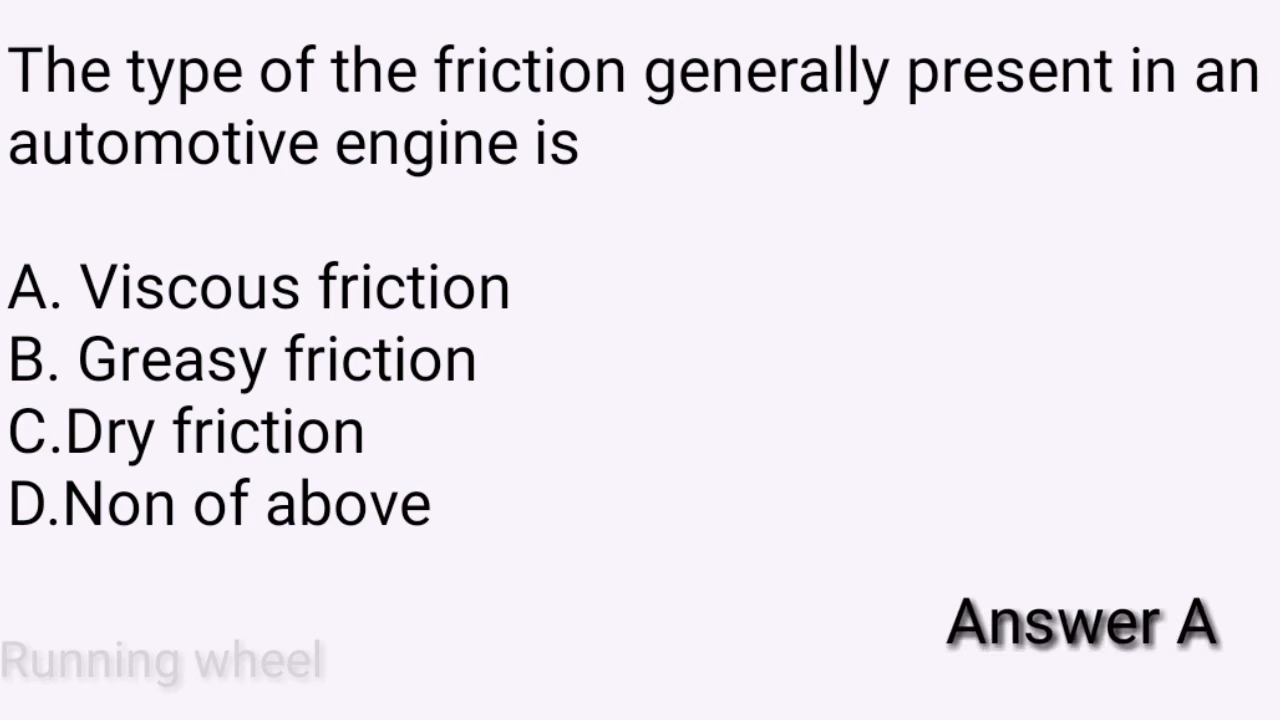 The type of the friction generally present in an
automotive engine is
A. Viscous friction
B. Greasy friction
C.Dry friction
D.Non of above
Answer A
Running wheel